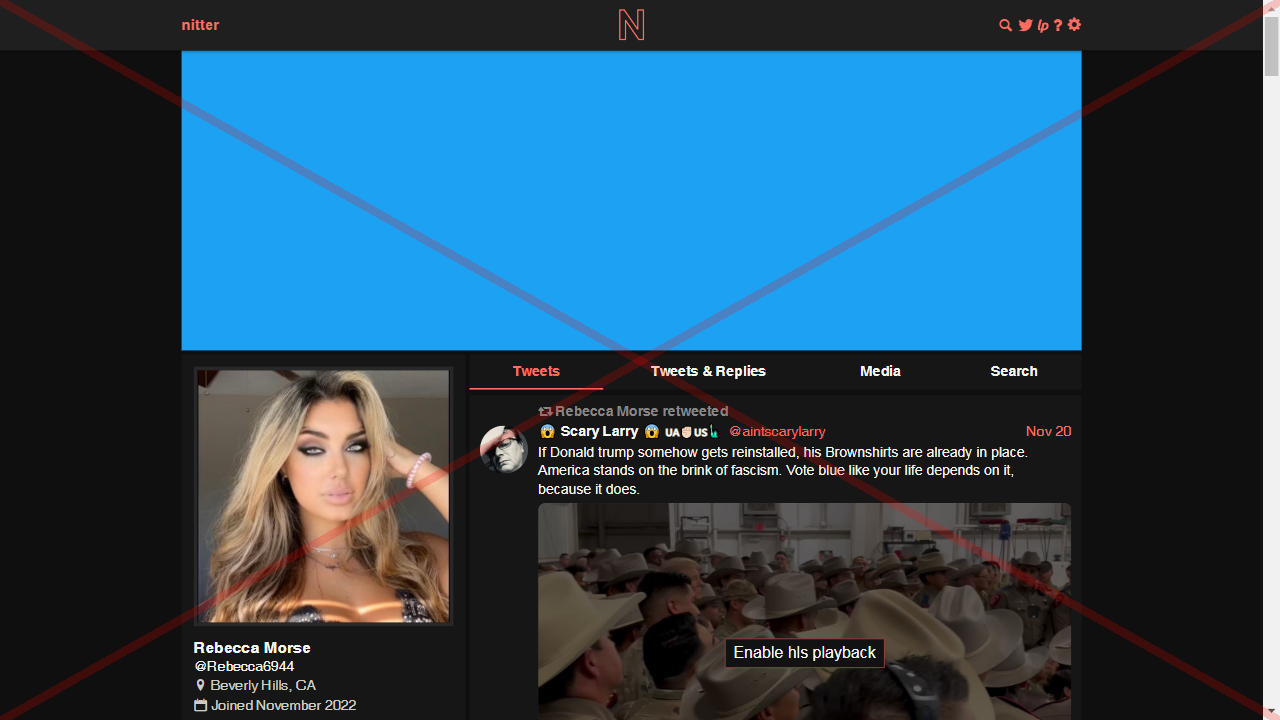 nitter
N
lp ?
Tweets
Tweets & Replies
Media
Search
Rebecca Morse retweeted
😱 Scary Larry 😱 🇺🇦✊🏻🇺🇸🗽 @aintscarylarry
Nov 20
If Donald trump somehow gets reinstalled, his Brownshirts are already in place.
America stands on the brink of fascism. Vote blue like your life depends on it,
because it does.
Enable hls playback
Rebecca Morse
@Rebecca6944
Beverly Hills, CA
Joined November 2022